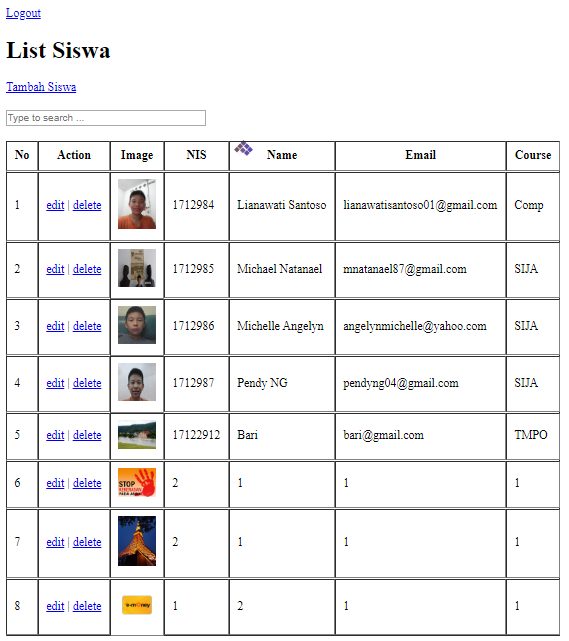 Logout
List Siswa
Tambah Siswa
Type to search ...
No Action Image NIS Name Email Course
1 edit | delete 1712984 Lianawati Santoso lianawatisantoso01@gmail.com Comp
2 edit | delete 1712985 Michael Natanael mnatanael87@gmail.com SIJA
3 edit | delete 1712986 Michelle Angelyn angelynmichelle@yahoo.com SIJA
4 edit | delete 1712987 Pendy NG pendyng04@gmail.com SIJA
5 edit | delete 17122912 Bari bari@gmail.com TMPO
6 edit | delete STOP 2 1 1 1
7 edit | delete 2 1 1 1
8 edit | delete e-money 1 2 1 1